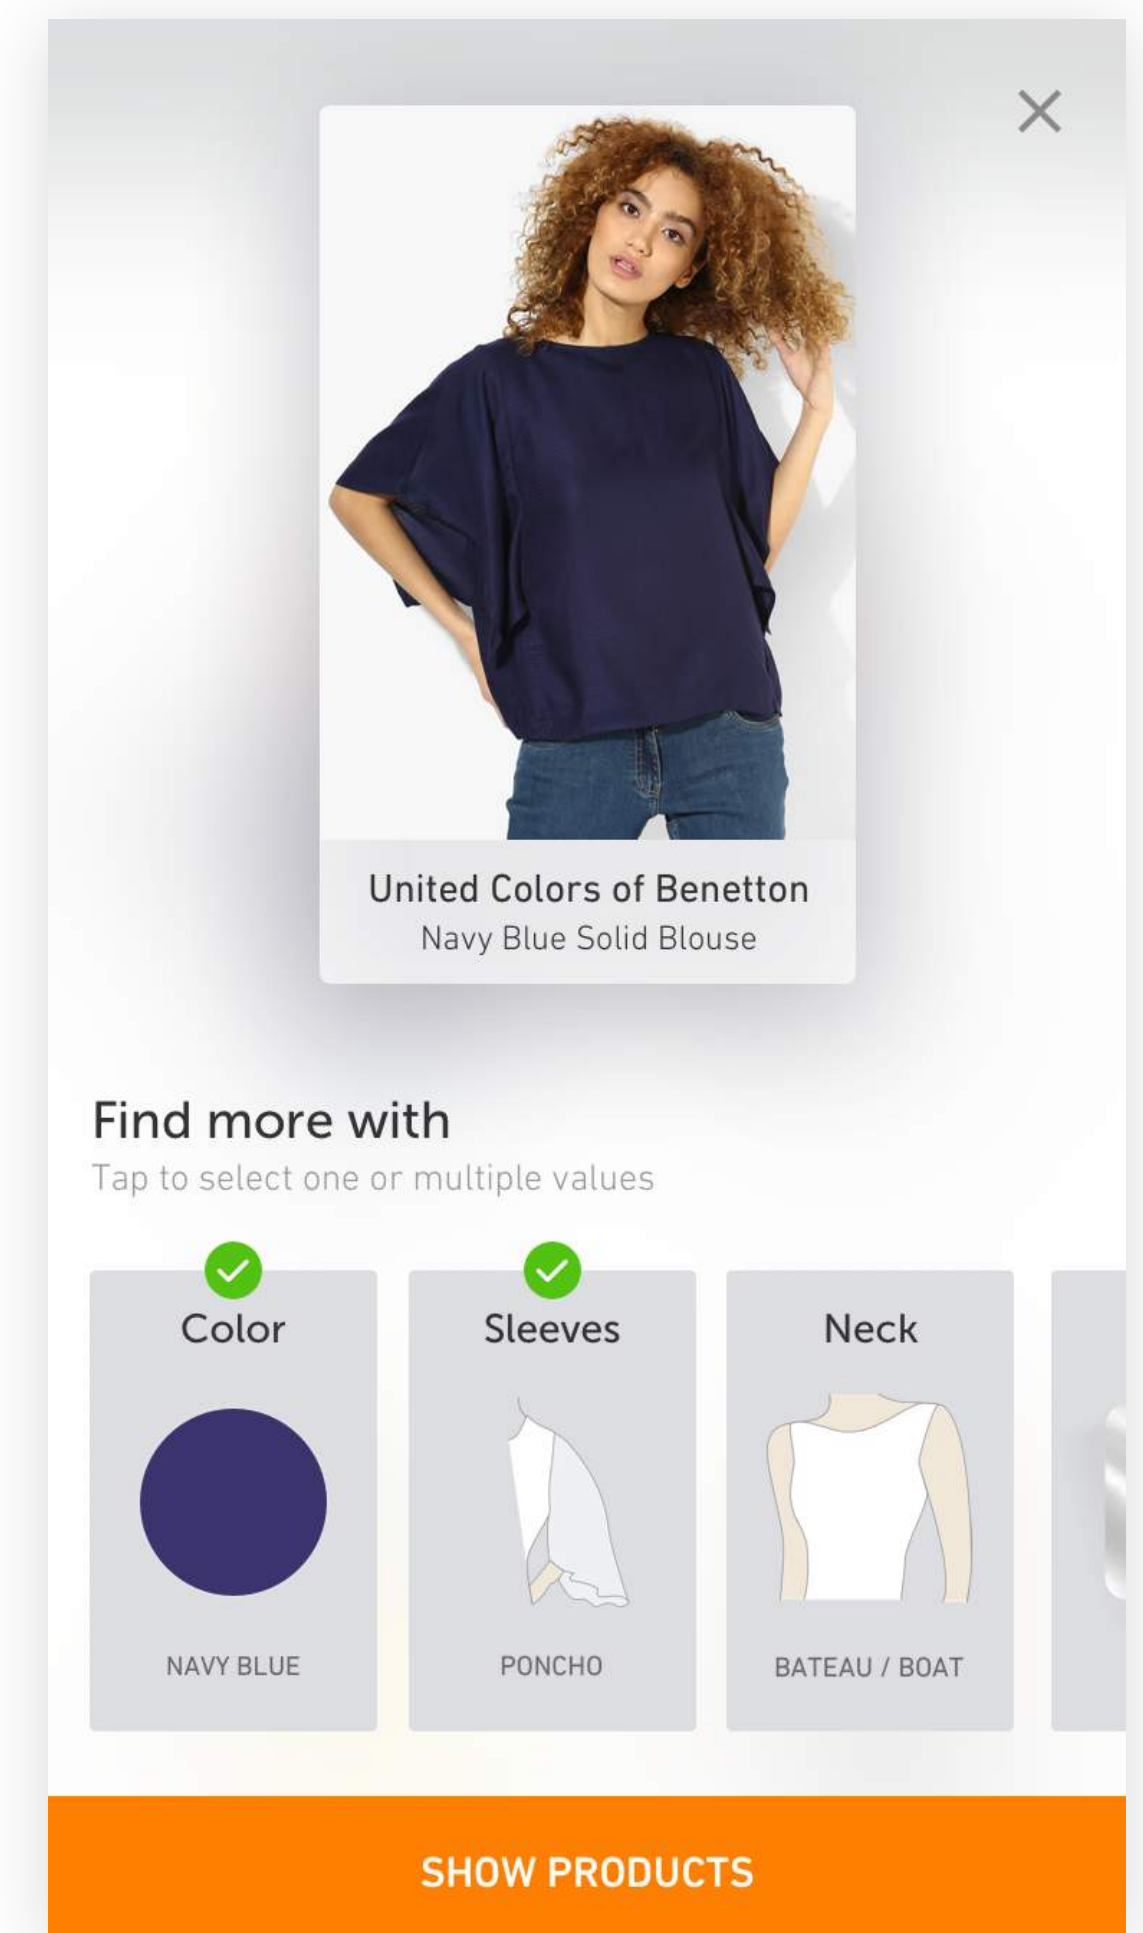 United Colors of Benetton
Navy Blue Solid Blouse
Find more with
Tap to select one or multiple values
Color
Sleeves
Neck
NAVY BLUE
PONCHO
BATEAU / BOAT
SHOW PRODUCTS